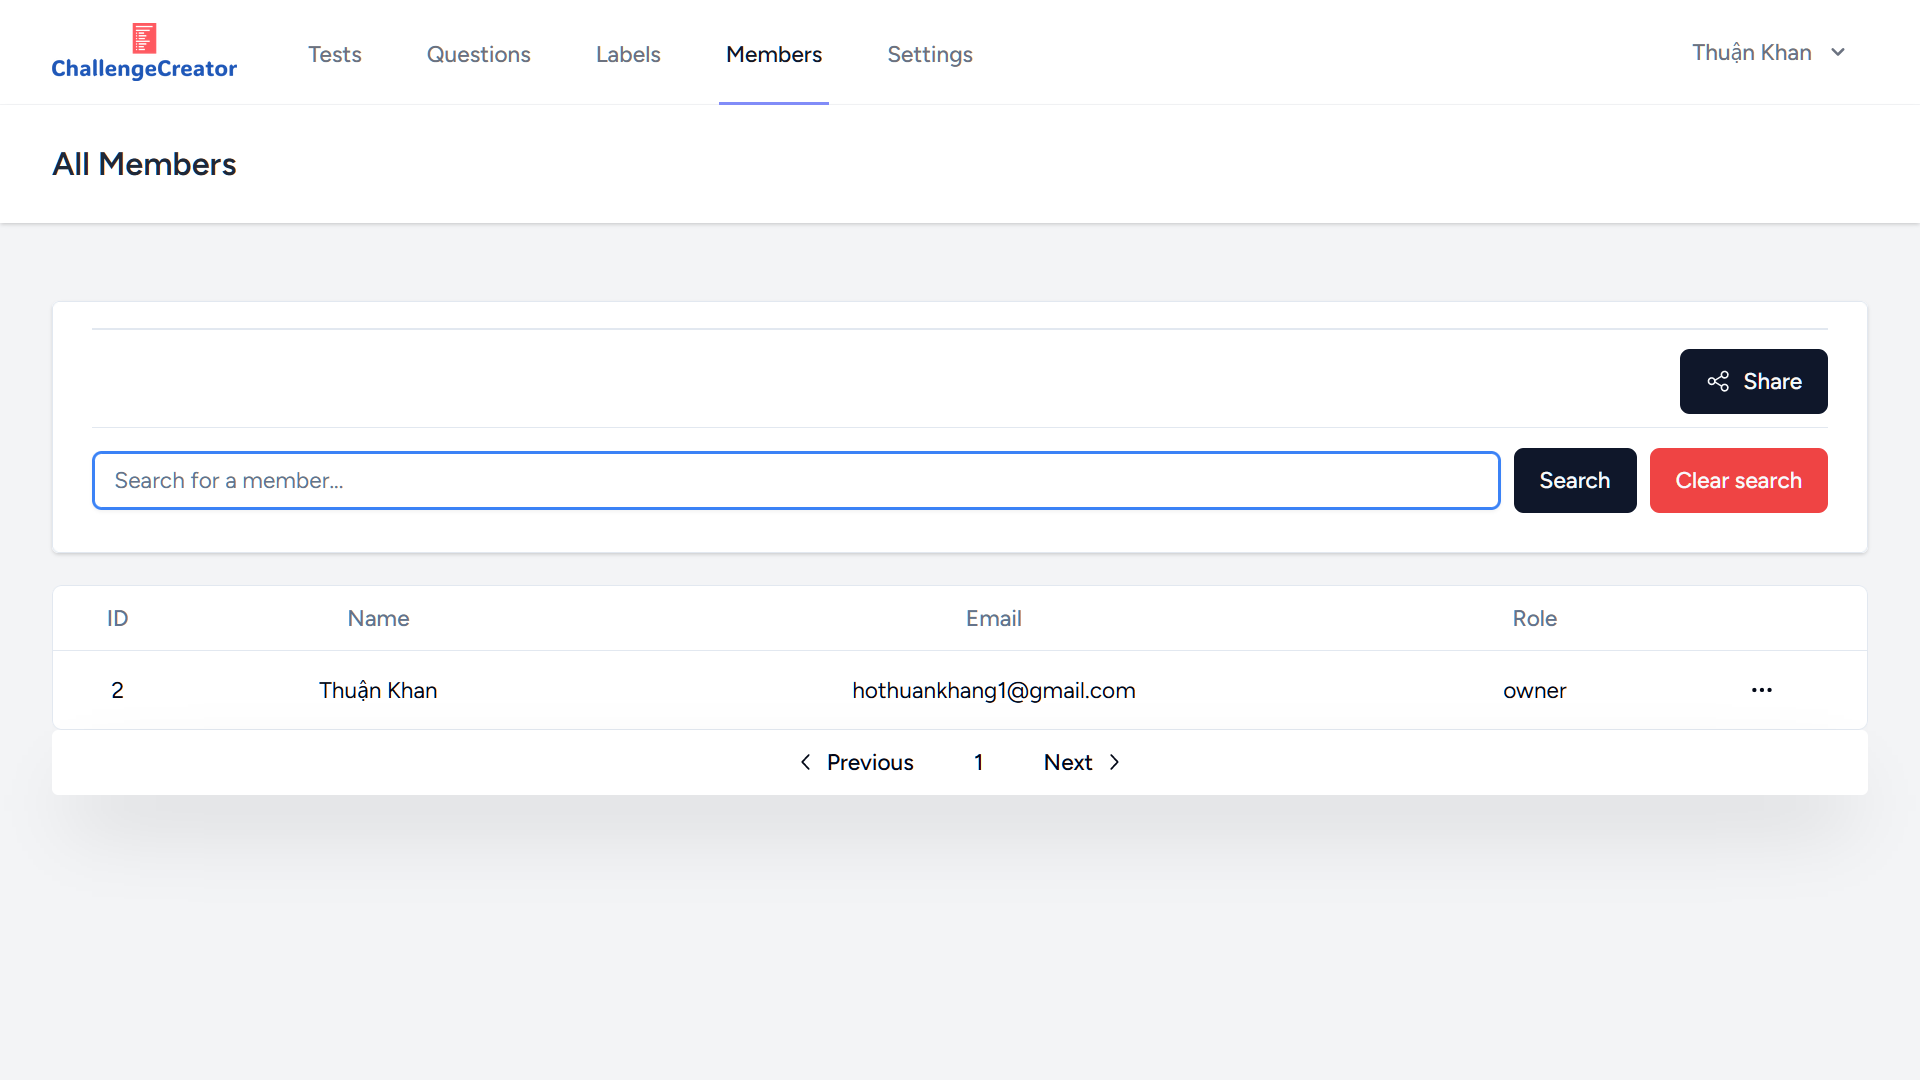 ChallengeCreator
Tests
Questions
Labels
Members
Settings
Thuận Khan
All Members
Share
Search for a member...
Search
Clear search
ID
Name
Email
Role
2
Thuận Khan
hothuankhang1@gmail.com
owner
Previous
1
Next